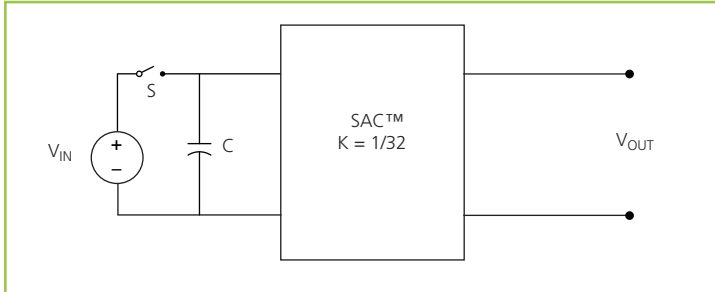 S
SAC™
K = 1/32
V_IN
+
−
C
V_OUT